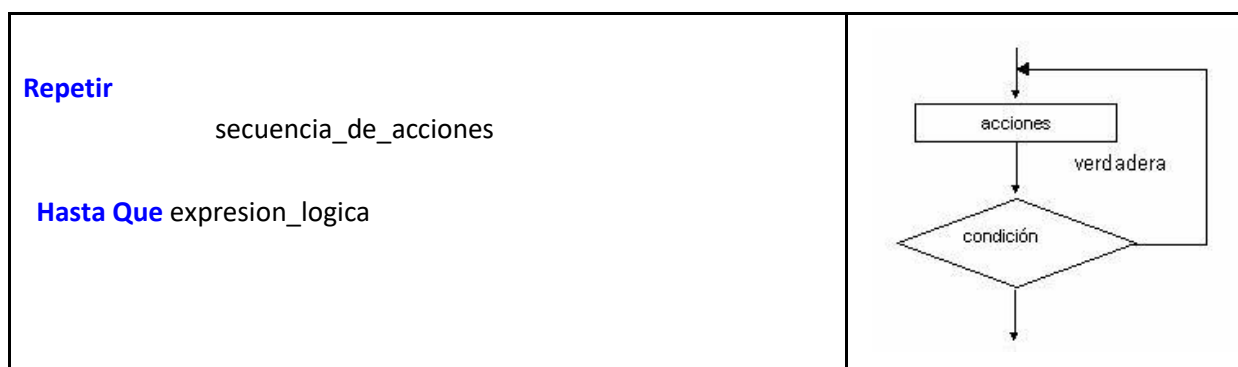 Repetir
secuencia_de_acciones
Hasta Que expresion_logica
acciones
verdadera
condición